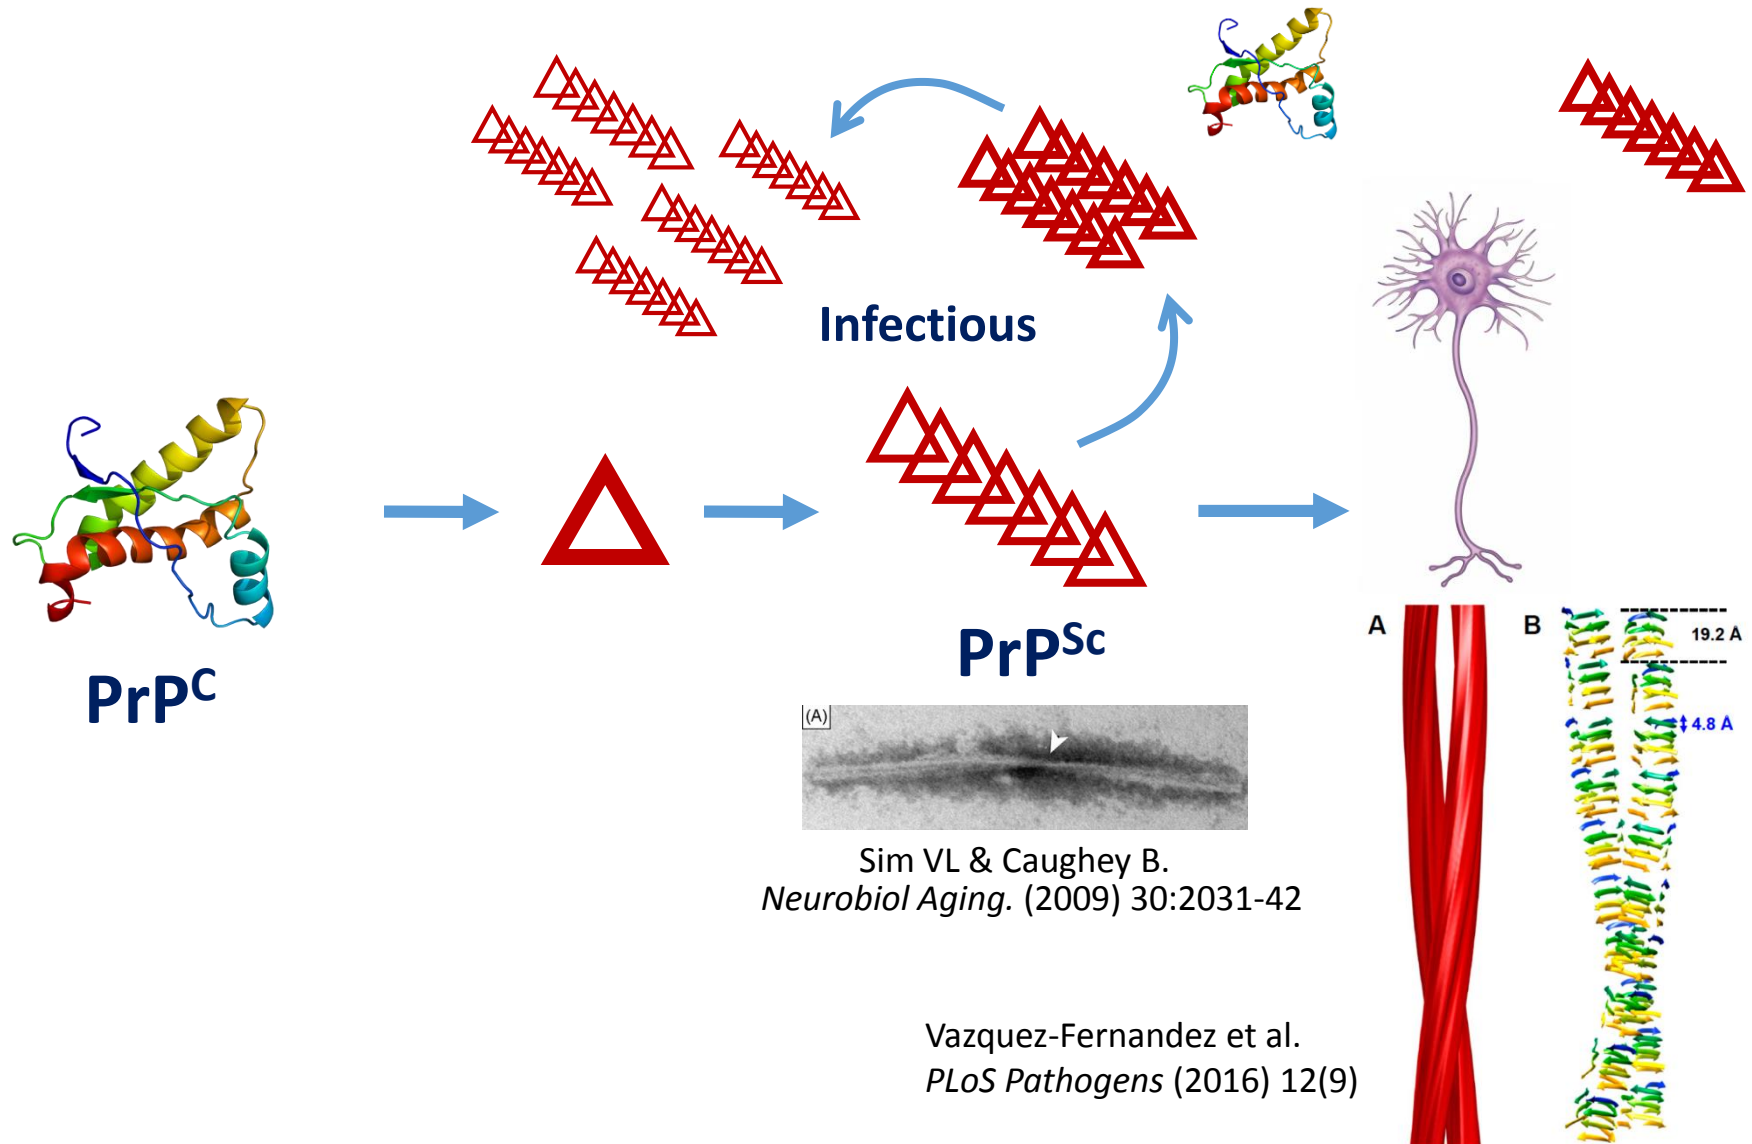 Infectious
PrPC
PrPSc
(A)
Sim VL & Caughey B.
Neurobiol Aging. (2009) 30:2031-42
A
B
19.2 Å
4.8 Å
Vazquez-Fernandez et al.
PLoS Pathogens (2016) 12(9)